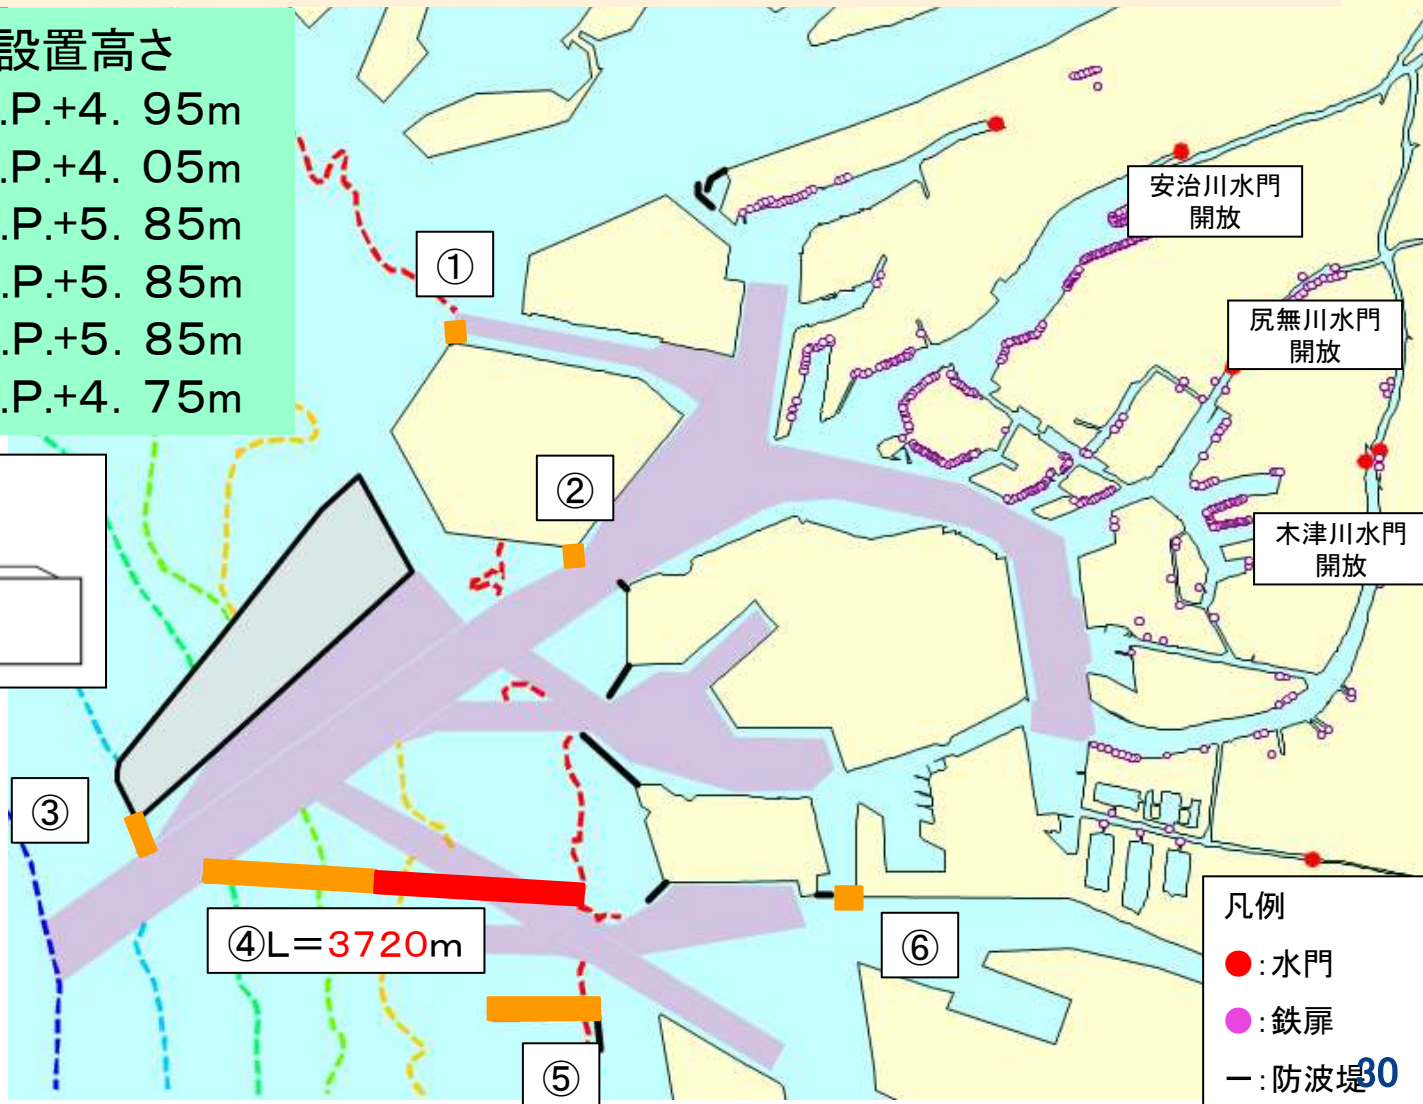 設置高さ
.P.+4. 95m
.P.+4. 05m
.P.+5. 85m
.P.+5. 85m
.P.+5. 85m
.P.+4. 75m
①
②
③
④L=3720m
⑤
⑥
安治川水門
開放
尻無川水門
開放
木津川水門
開放
凡例
●:水門
●:鉄扉
ー:防波堤
30